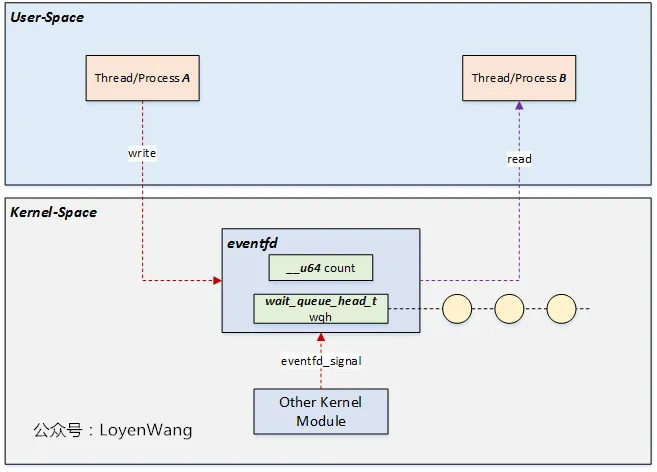 User-Space
Thread/Process A
Thread/Process B
write
read
Kernel-Space
eventfd
__u64 count
wait_queue_head_t
wqh
eventfd_signal
Other Kernel
Module
公众号：LoyenWang